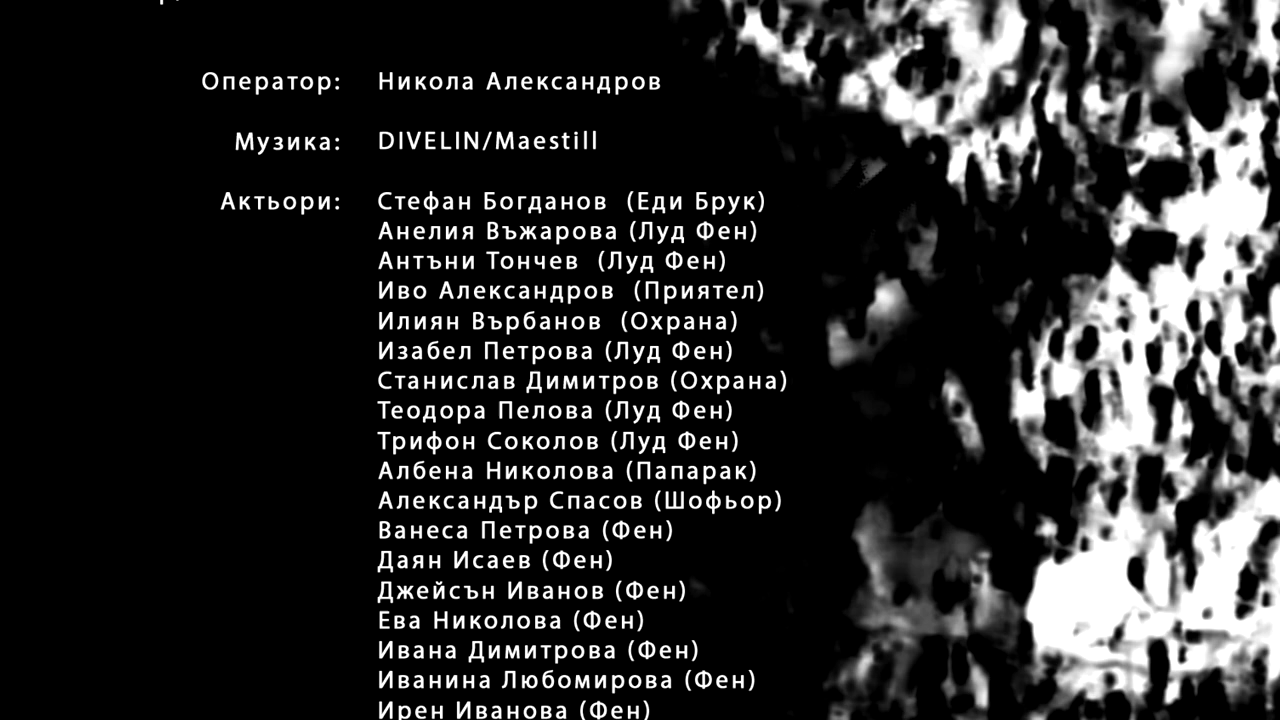 Оператор: Никола Александров
Музика: DIVELIN/Maestill
Актьори: Стефан Богданов (Еди Брук)
Анелия Въжарова (Луд Фен)
Антъни Тончев (Луд Фен)
Иво Александров (Приятел)
Илиян Върбанов (Охрана)
Изабел Петрова (Луд Фен)
Станислав Димитров (Охрана)
Теодора Пелова (Луд Фен)
Трифон Соколов (Луд Фен)
Албена Николова (Папарак)
Александър Спасов (Шофьор)
Ванеса Петрова (Фен)
Даян Исаев (Фен)
Джейсън Иванов (Фен)
Ева Николова (Фен)
Ивана Димитрова (Фен)
Иванина Любомирова (Фен)
Ирен Иванова (Фен)